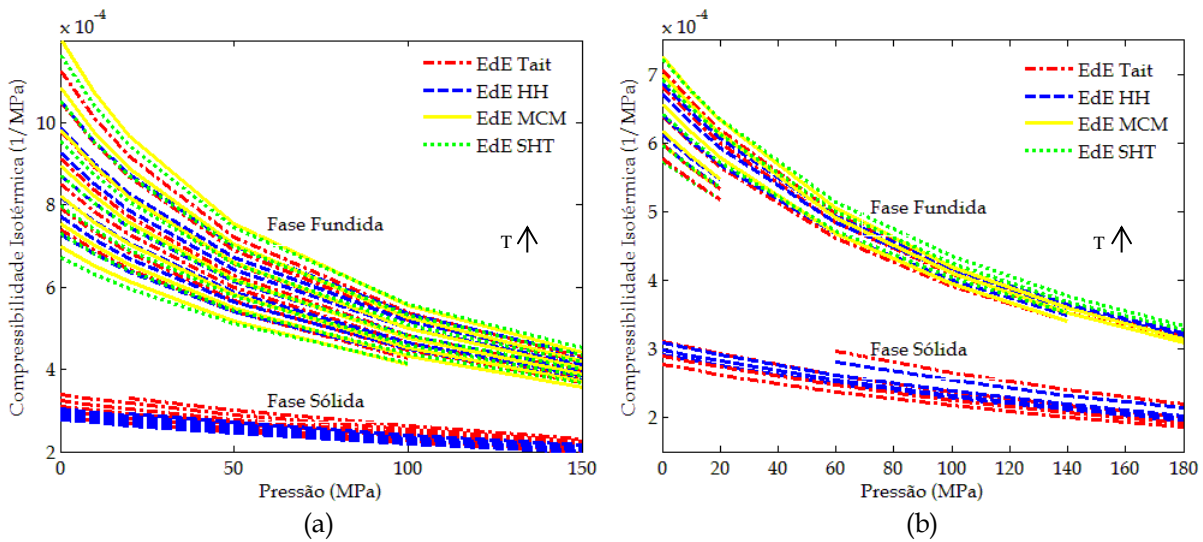 x 10-4
10
8
6
4
2
0
50
100
150
Compressibilidade Isotérmica (1/ MPa)
Pressão (MPa)
EdE Tait
EdE HH
EdE MCM
EdE SHT
Fase Fundida
T
Fase Sólida
(a)
x 10-4
7
6
5
4
3
2
0
20
40
60
80
100
120
140
160
180
Compressibilidade Isotérmica (1/ MPa)
Pressão (MPa)
EdE Tait
EdE HH
EdE MCM
EdE SHT
Fase Fundida
T
Fase Sólida
(b)